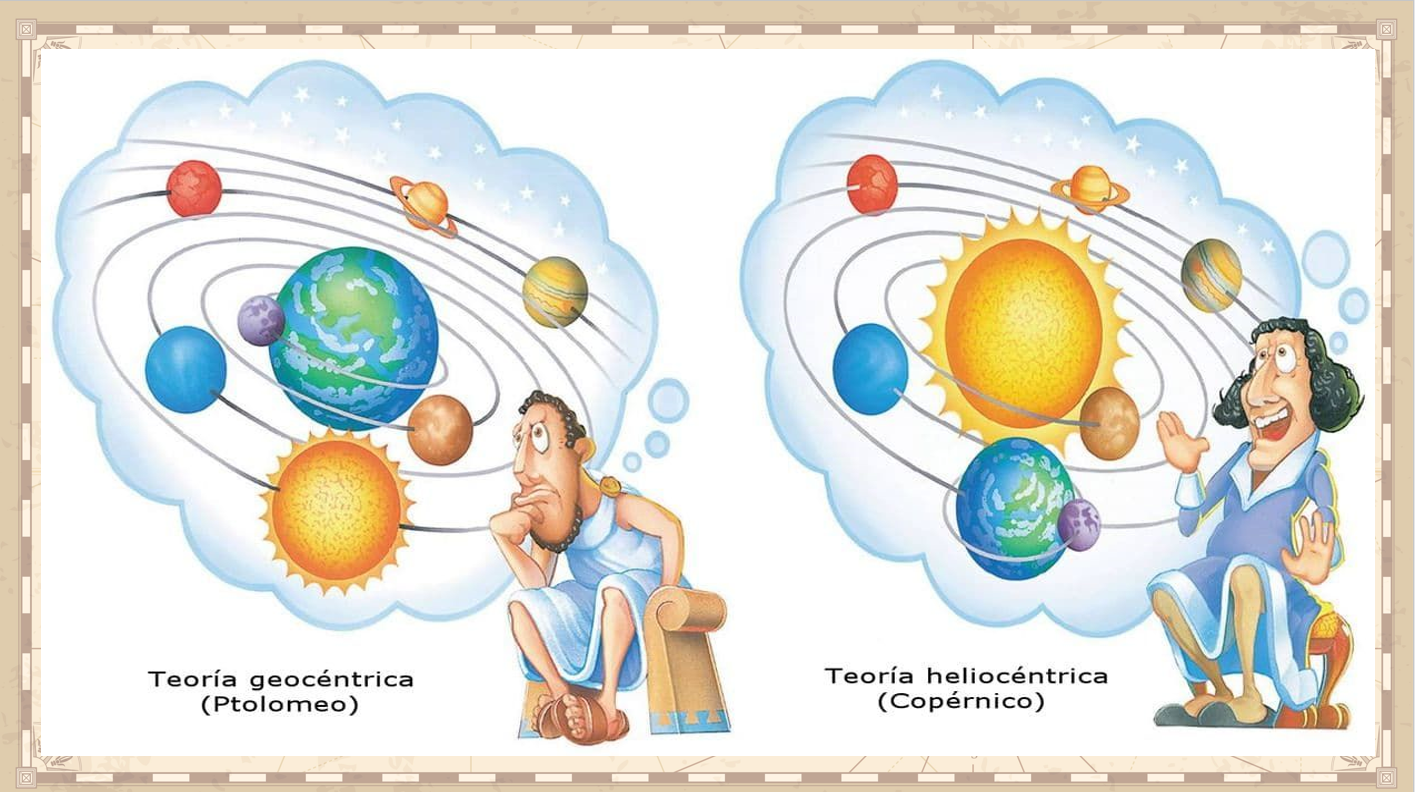 Teoría geocéntrica
(Ptolomeo)
Teoría heliocéntrica
(Copérnico)